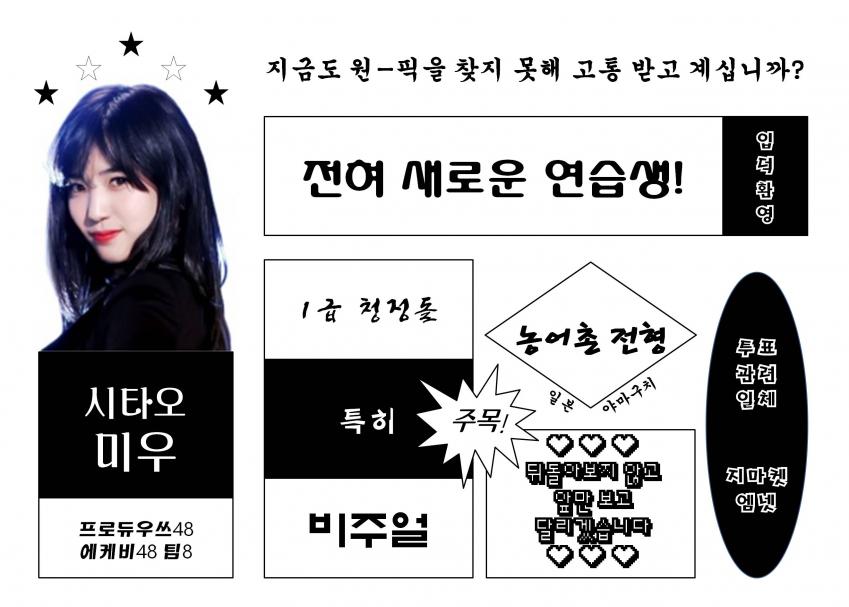 지금도 원-픽을 찾지 못해 고통 받고 계십니까?
전혀 새로운 연습생!
입
덕
환
영
1급 청정돌
특히
주목!
비주얼
농어촌 전형
일본 야마구치
뒤돌아보지 않고
앞만 보고
달리겠습니다
투표
관련
일체
지마켓
엠넷
시타오
미우
프로듀우쓰48
에케비48 팀8